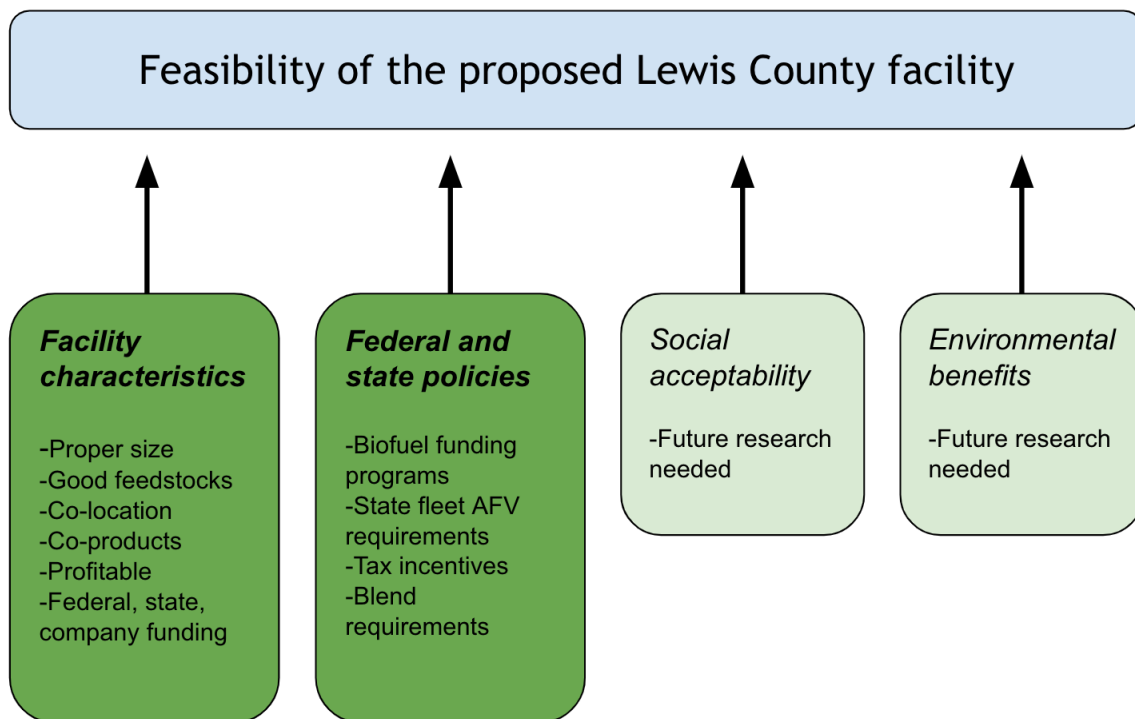 Feasibility of the proposed Lewis County facility
Facility
characteristics
-Proper size
-Good feedstocks
-Co-location
-Co-products
-Profitable
-Federal, state,
company funding
Federal and
state policies
-Biofuel funding
programs
-State fleet AFV
requirements
-Tax incentives
-Blend
requirements
Social
acceptability
-Future research
needed
Environmental
benefits
-Future research
needed